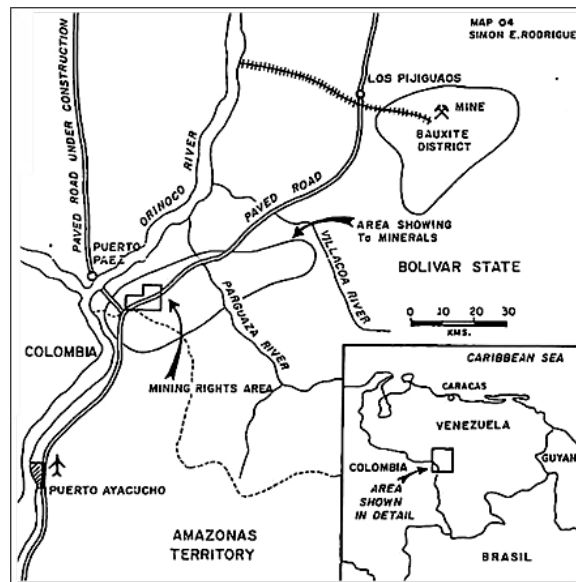 MAP 04
SIMON E.RODRIGUE
LOS PIJIGUAOS
MINE
BAUXITE
DISTRICT
PAVED ROAD UNDER CONSTRUCTION
ORINOCO RIVER
PAVED ROAD
AREA SHOWING
To MINERALS
PUERTO
PAEZ
VILLACOA RIVER
BOLIVAR STATE
PARGUAZA RIVER
0 10 20 30
KMS.
COLOMBIA
MINING RIGHTS AREA
PUERTO AYACUCHO
AMAZONAS
TERRITORY
CARIBBEAN SEA
CARACAS
VENEZUELA
GUYAN
COLOMBIA
AREA
SHOWN
IN DETAIL
BRASIL